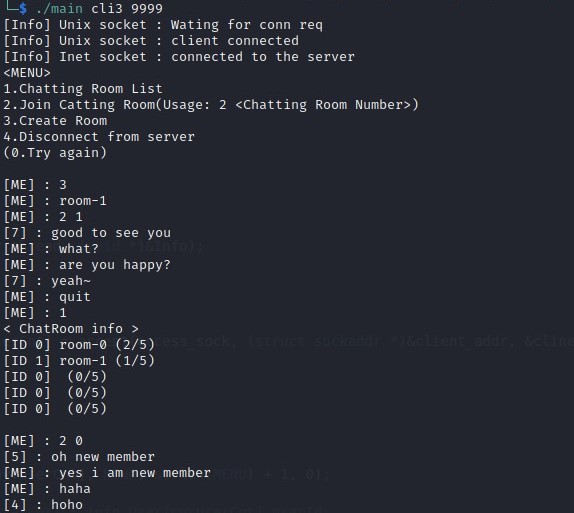 └─$ ./main cli3 9999
[Info] Unix socket : Wating for conn req
[Info] Unix socket : client connected
[Info] Inet socket : connected to the server
<MENU>
1.Chatting Room List
2.Join Catting Room(Usage: 2 <Chatting Room Number>)
3.Create Room
4.Disconnect from server
(0.Try again)
[ME] : 3
[ME] : room-1
[ME] : 2 1
[7] : good to see you
[ME] : what?
[ME] : are you happy?
[7] : yeah~
[ME] : quit
[ME] : 1
< ChatRoom info >
[ID 0] room-0 (2/5)
[ID 1] room-1 (1/5)
[ID 0]  (0/5)
[ID 0]  (0/5)
[ID 0]  (0/5)
[ME] : 2 0
[5] : oh new member
[ME] : yes i am new member
[ME] : haha
[4] : hoho